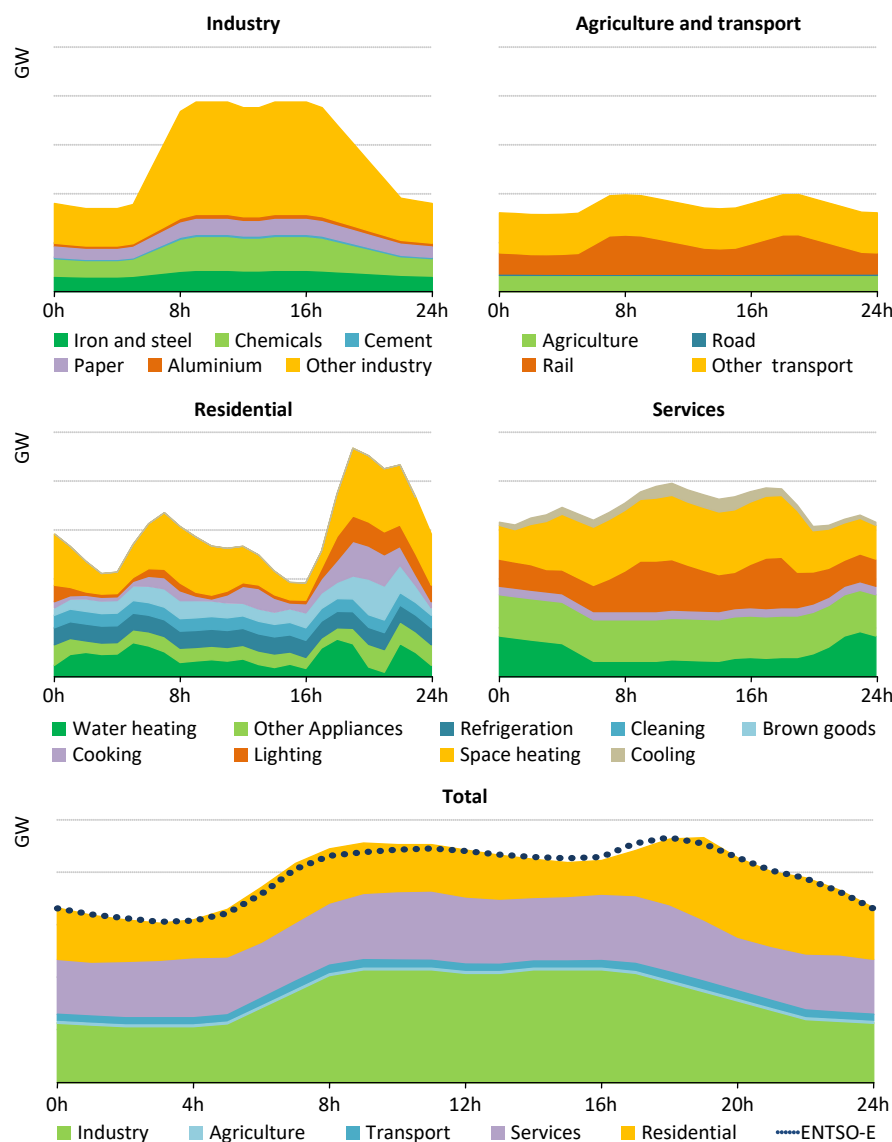 Industry
Agriculture and transport
GW
0h 8h 16h 24h
0h 8h 16h 24h
Iron and steel Chemicals Cement
Paper Aluminium Other industry
Agriculture Road
Rail Other transport
Residential
Services
GW
0h 8h 16h 24h
0h 8h 16h 24h
Water heating Other Appliances Refrigeration Cleaning Brown goods
Cooking Lighting Space heating Cooling
Total
GW
0h 4h 8h 12h 16h 20h 24h
Industry Agriculture Transport Services Residential ENTSO-E